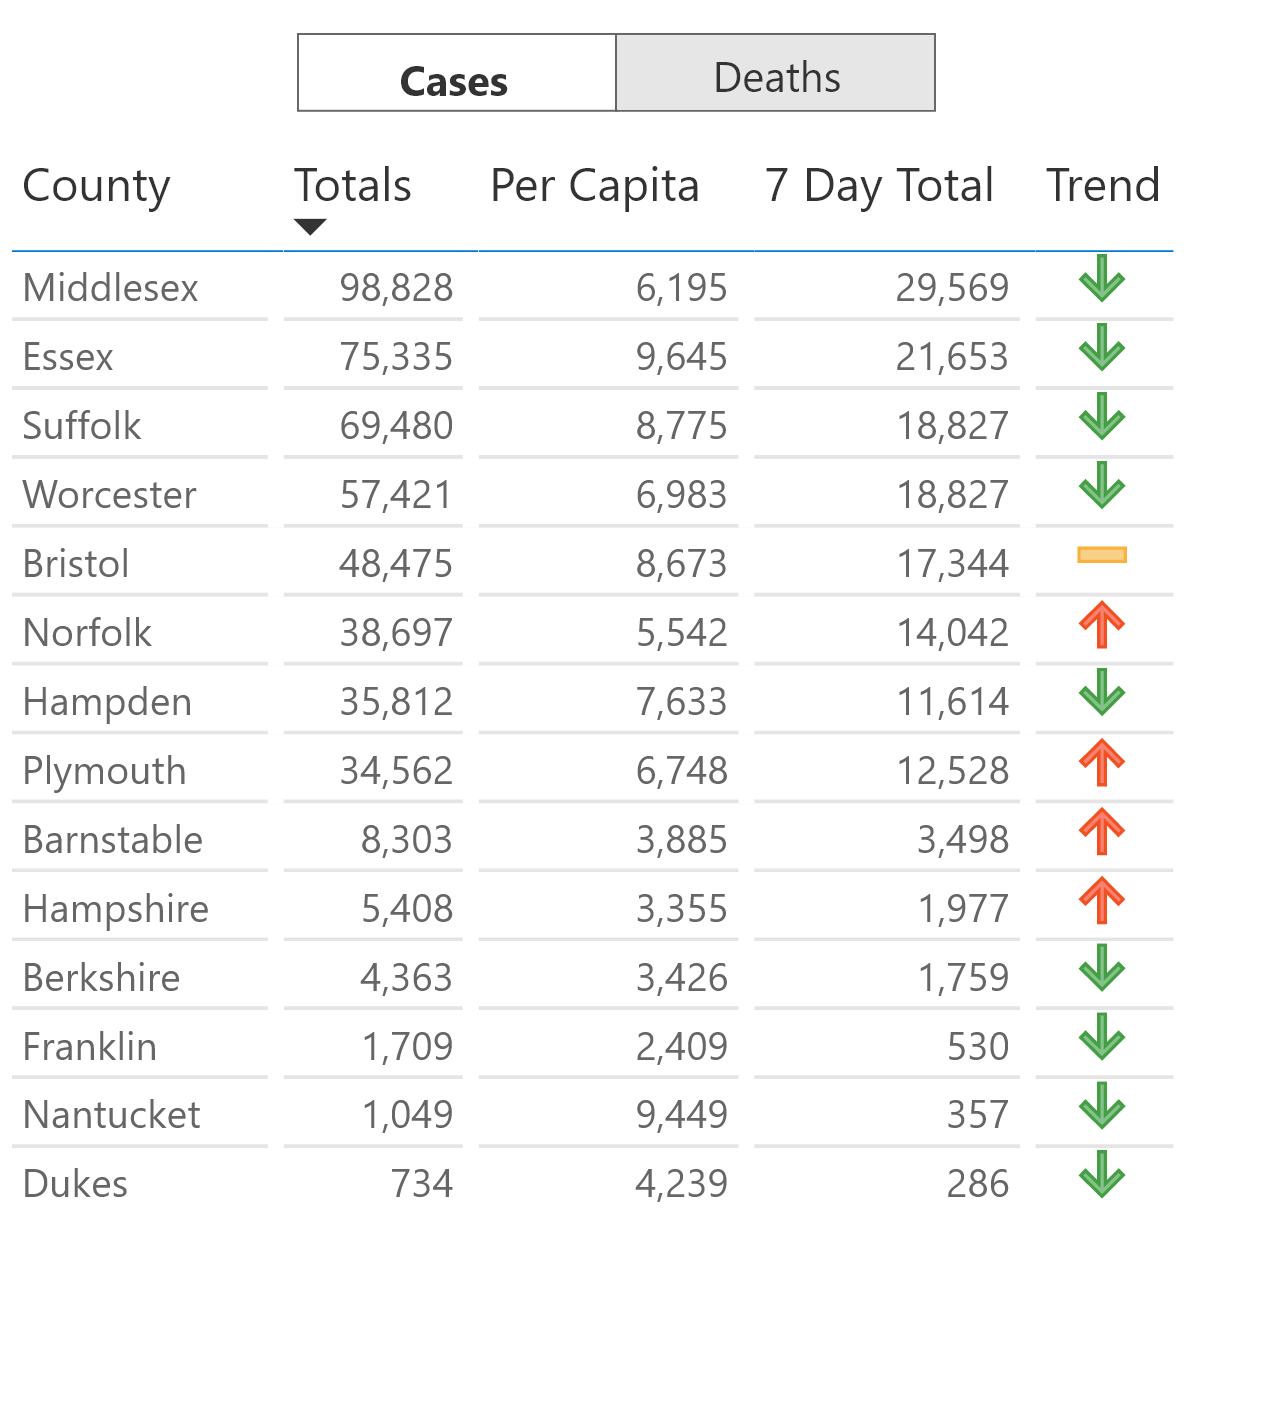 Cases Deaths
County Totals Per Capita 7 Day Total Trend
Middlesex 98,828 6,195 29,569
Essex 75,335 9,645 21,653
Suffolk 69,480 8,775 18,827
Worcester 57,421 6,983 18,827
Bristol 48,475 8,673 17,344
Norfolk 38,697 5,542 14,042
Hampden 35,812 7,633 11,614
Plymouth 34,562 6,748 12,528
Barnstable 8,303 3,885 3,498
Hampshire 5,408 3,355 1,977
Berkshire 4,363 3,426 1,759
Franklin 1,709 2,409 530
Nantucket 1,049 9,449 357
Dukes 734 4,239 286